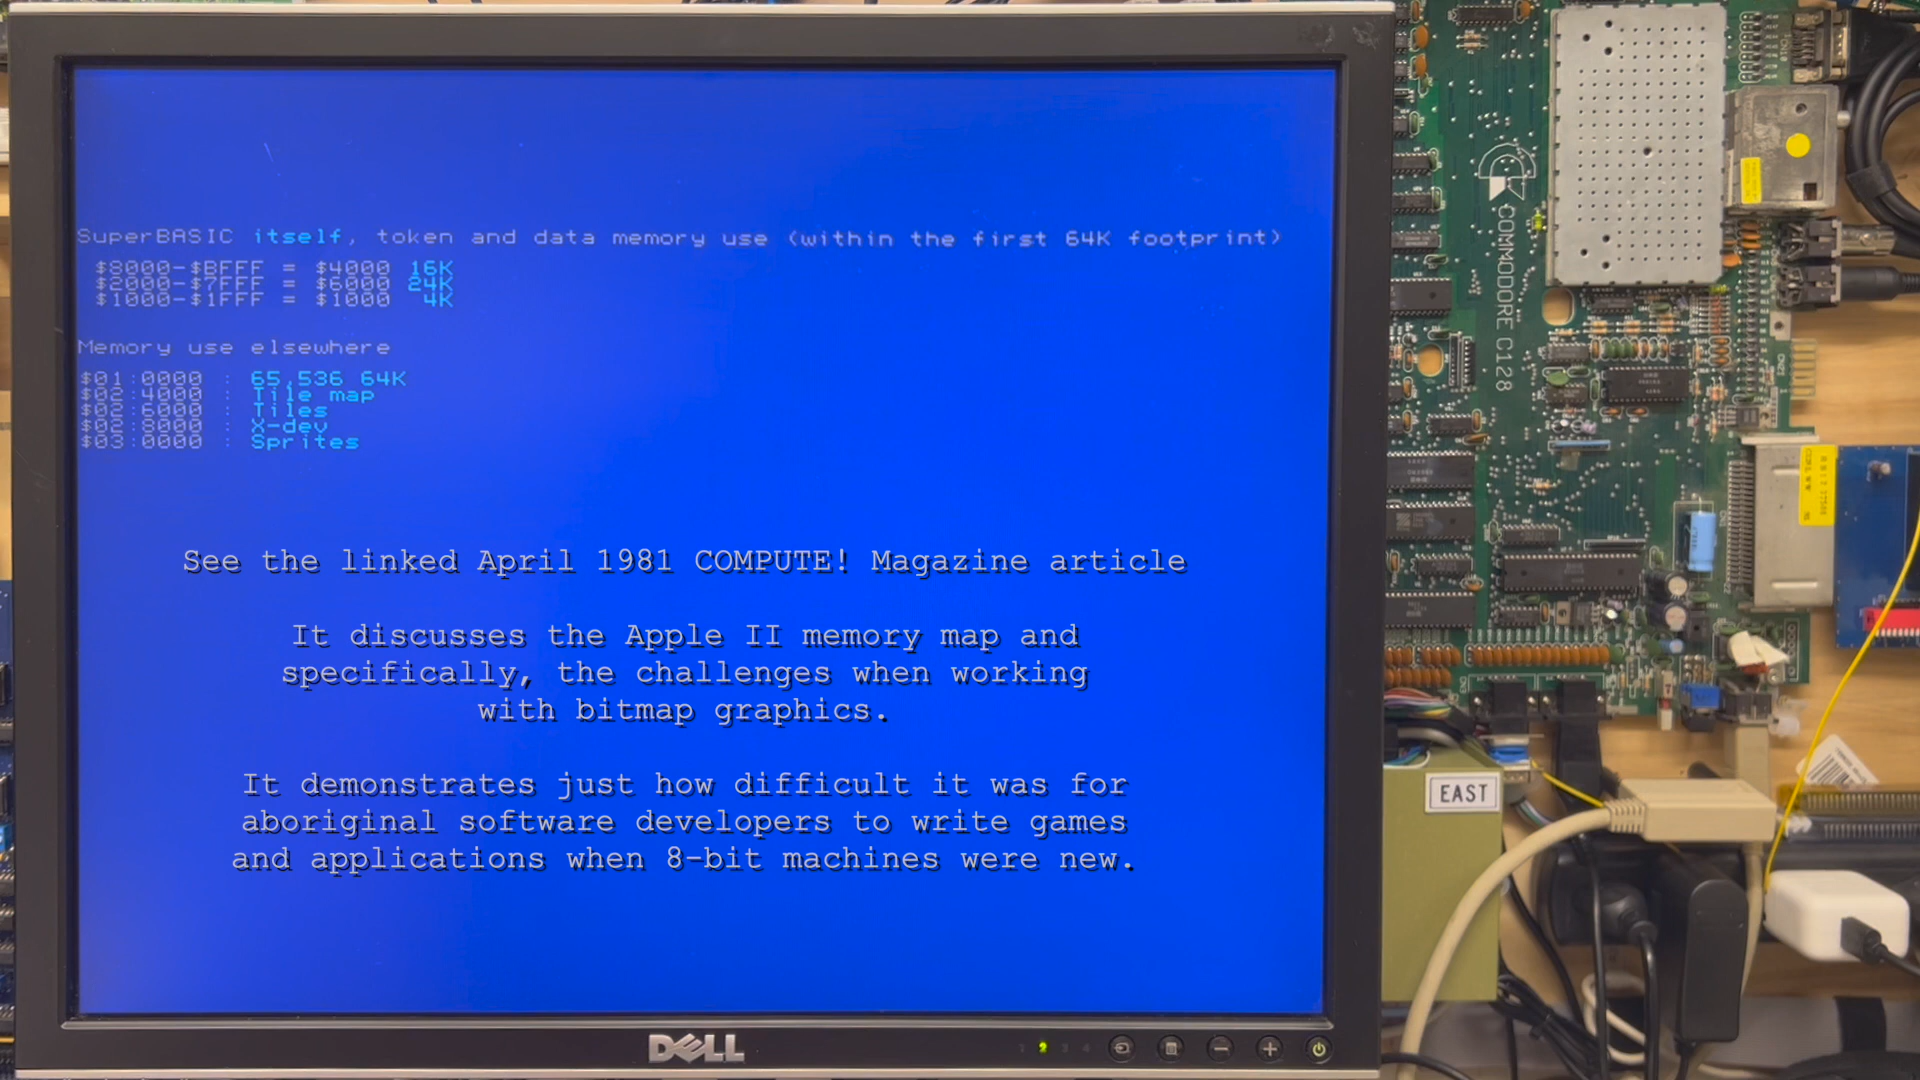 SuperBASIC itself, token and data memory use (within the first 64K footprint)
$8000-$BFFF = $4000 16K
$2000-$7FFF = $6000 24K
$1000-$1FFF = $1000 4K
Memory use elsewhere
$01:0000 : 65,536 64K
$02:4000 : Tile map
$02:6000 : Tiles
$02:8000 : X-dev
$03:0000 : Sprites
See the linked April 1981 COMPUTE! Magazine article
It discusses the Apple II memory map and
specifically, the challenges when working
with bitmap graphics.
It demonstrates just how difficult it was for
aboriginal software developers to write games
and applications when 8-bit machines were new.
DELL
COMMODORE C128
EAST